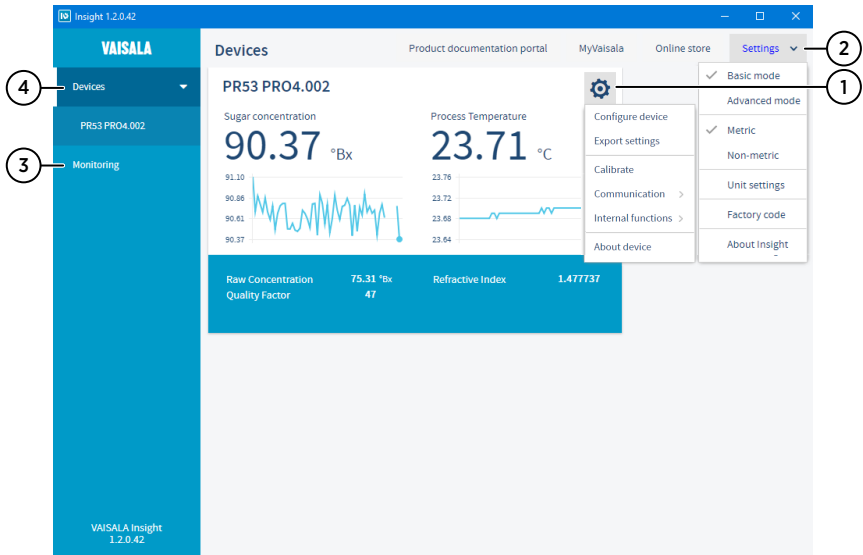 Insight 1.2.0.42
VAISALA
Devices
Product documentation portal
MyVaisala
Online store
Settings
2
4
Devices
PR53 PRO4.002
3
Monitoring
PR53 PRO4.002
1
Sugar concentration
90.37 °Bx
91.10
90.86
90.61
90.37
Process Temperature
23.71 °C
23.76
23.72
23.68
23.64
Configure device
Export settings
Calibrate
Communication
Internal functions
About device
Basic mode
Advanced mode
Metric
Non-metric
Unit settings
Factory code
About Insight
Raw Concentration 75.31 °Bx
Quality Factor 47
Refractive Index 1.477737
VAISALA Insight
1.2.0.42